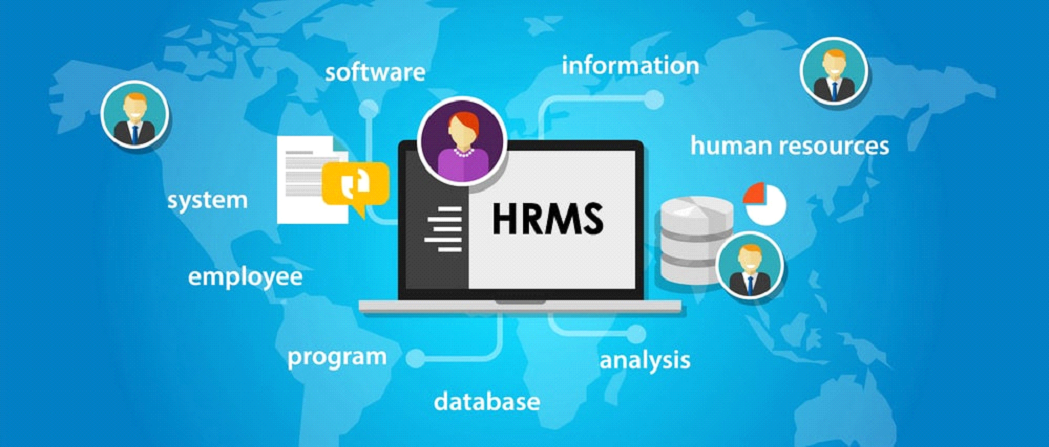 software
information
human resources
system
HRMS
employee
program
analysis
database